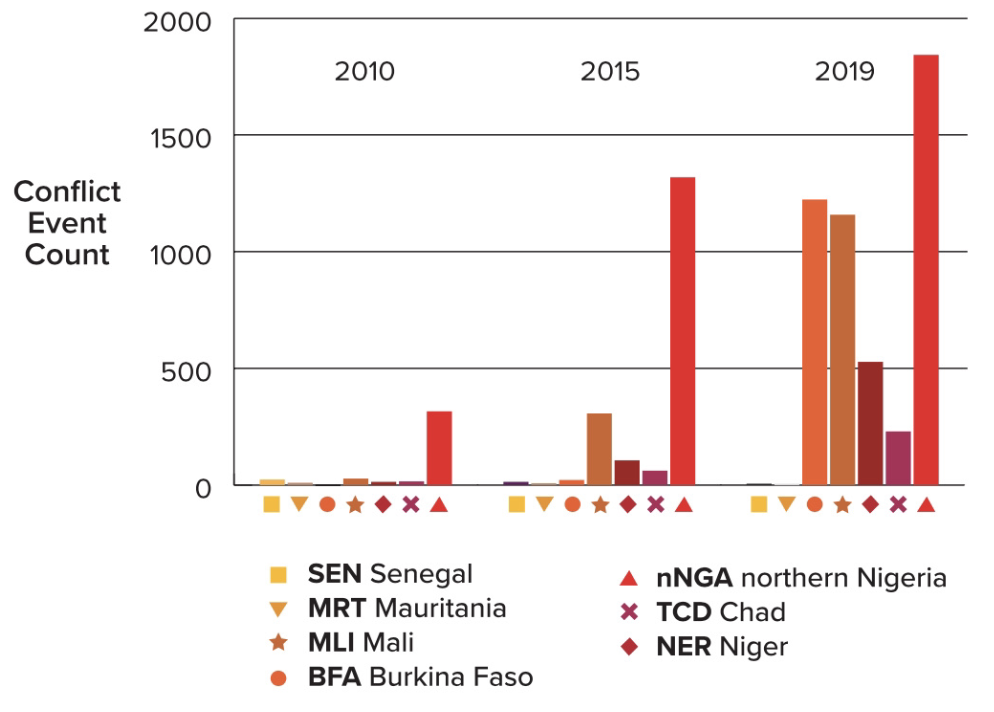 2000
2010
2015
2019
1500
Conflict
Event
Count
1000
500
0
SEN Senegal
MRT Mauritania
MLI Mali
BFA Burkina Faso
nNGA northern Nigeria
TCD Chad
NER Niger